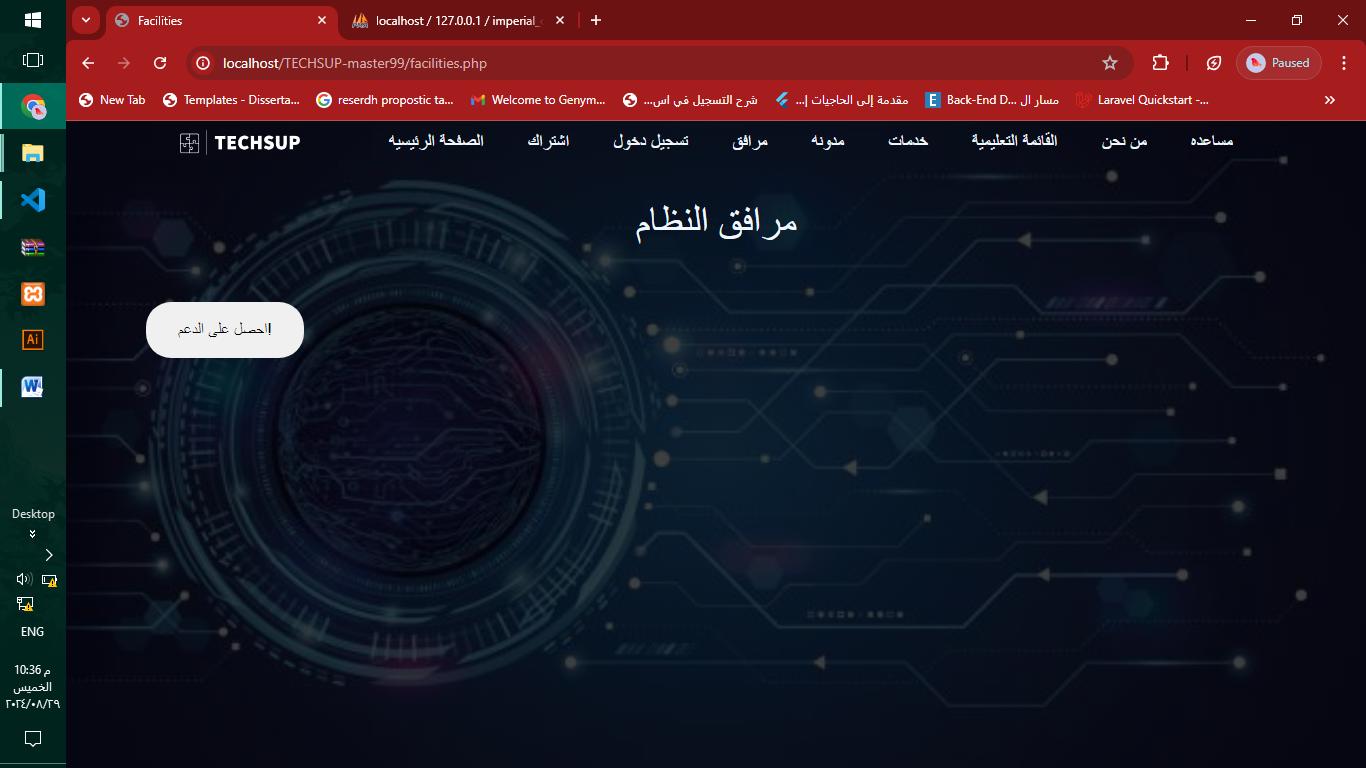 Facilities
localhost / 127.0.0.1 / imperial_
localhost/TECHSUP-master99/facilities.php
Paused
New Tab
Templates - Disserta...
reserdh propostic ta...
Welcome to Genym...
شرح التسجيل في اس...
مقدمة إلى الحاجيات |...
Back-End D... مسار ال
Laravel Quickstart -...
TECHSUP
الصفحة الرئيسيه
اشتراك
تسجيل دخول
مرافق
مدونه
خدمات
القائمة التعليمية
من نحن
مساعده
مرافق النظام
احصل على الدعم!
Desktop
ENG
10:36 م
الخميس
٢٠٢٤/٠٨/٢٩